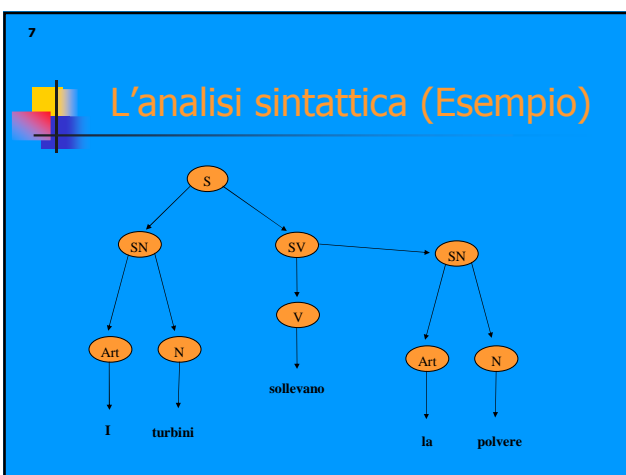 7
L'analisi sintattica (Esempio)
S
SN SV SN
V
Art N Art N
sollevano
I turbini la polvere